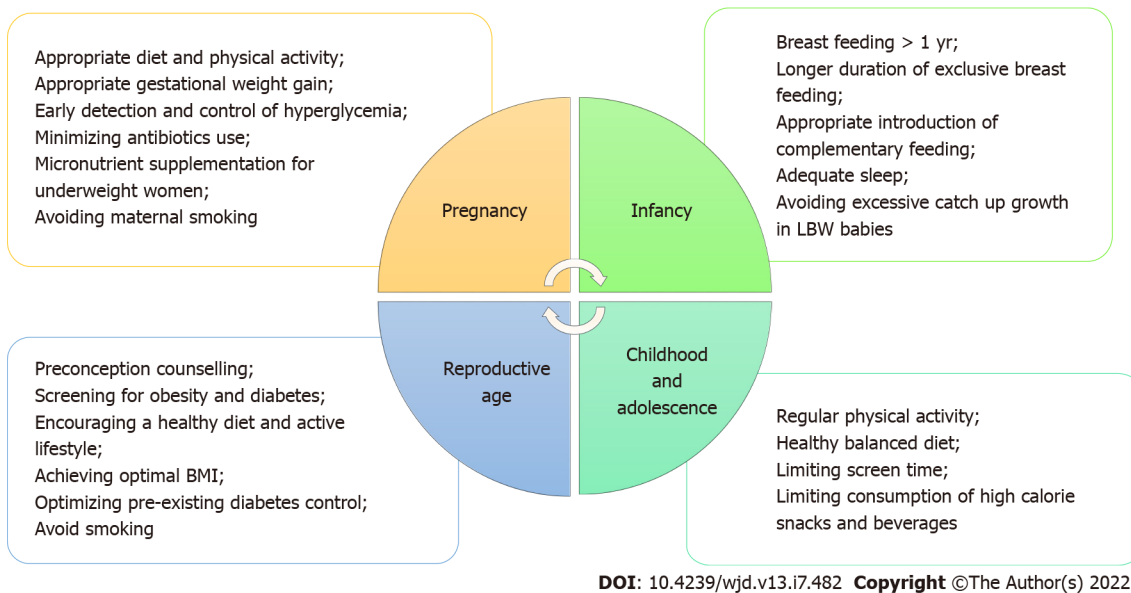 Appropriate diet and physical activity;
Appropriate gestational weight gain;
Early detection and control of hyperglycemia;
Minimizing antibiotics use;
Micronutrient supplementation for
underweight women;
Avoiding maternal smoking
Breast feeding > 1 yr;
Longer duration of exclusive breast
feeding;
Appropriate introduction of
complementary feeding;
Adequate sleep;
Avoiding excessive catch up growth
in LBW babies
Pregnancy
Infancy
Reproductive
age
Childhood
and
adolescence
Preconception counselling;
Screening for obesity and diabetes;
Encouraging a healthy diet and active
lifestyle;
Achieving optimal BMI;
Optimizing pre-existing diabetes control;
Avoid smoking
Regular physical activity;
Healthy balanced diet;
Limiting screen time;
Limiting consumption of high calorie
snacks and beverages
DOI: 10.4239/wjd.v13.i7.482 Copyright ©The Author(s) 2022